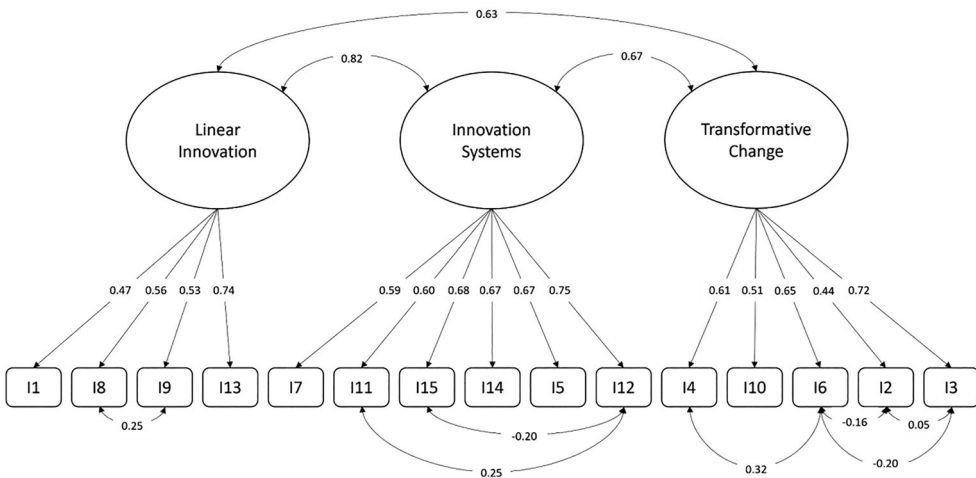 0.63
0.82
0.67
Linear
Innovation
Innovation
Systems
Transformative
Change
0.47 0.56 0.53 0.74 0.59 0.60 0.68 0.67 0.67 0.75 0.61 0.51 0.65 0.44 0.72
I1 I8 I9 I13 I7 I11 I15 I14 I5 I12 I4 I10 I6 I2 I3
0.25 -0.20 -0.16 0.05
0.25 0.32 -0.20